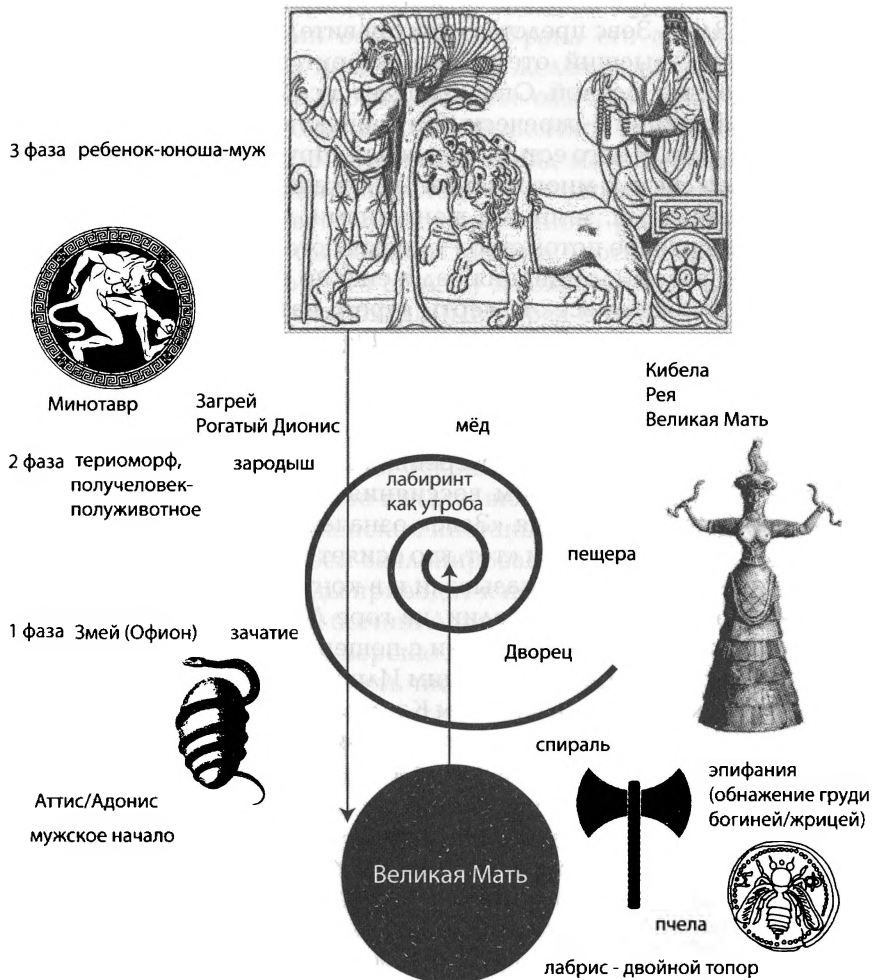 3 фаза ребенок-юноша-муж
Кибела
Рея
Великая Мать
Минотавр
Загрей
Рогатый Дионис
мёд
2 фаза териоморф,
получеловек-
полуживотное
зародыш
лабиринт
как утроба
пещера
1 фаза Змей (Офион) зачатие
Дворец
спираль
эпифания
(обнажение груди
богиней/жрицей)
Аттис/Адонис
мужское начало
Великая Мать
пчела
лабрис - двойной топор